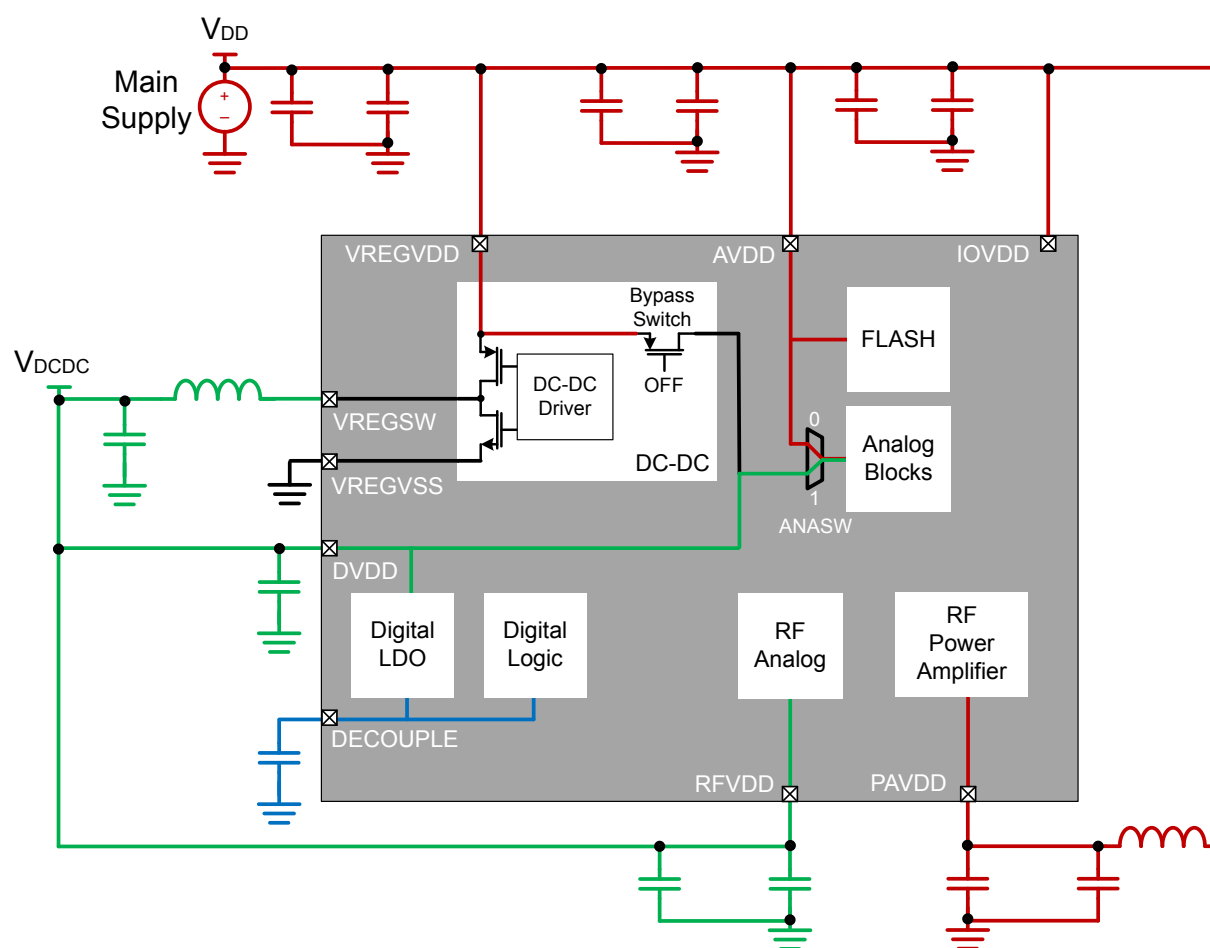 VDD
Main
Supply
+
–
VREGVDD
AVDD
IOVDD
Bypass
Switch
FLASH
VDCDC
OFF
DC-DC
Driver
VREGSW
0
Analog
Blocks
DC-DC
VREGVSS
1
ANASW
DVDD
Digital
LDO
Digital
Logic
RF
Analog
RF
Power
Amplifier
DECOUPLE
RFVDD
PAVDD